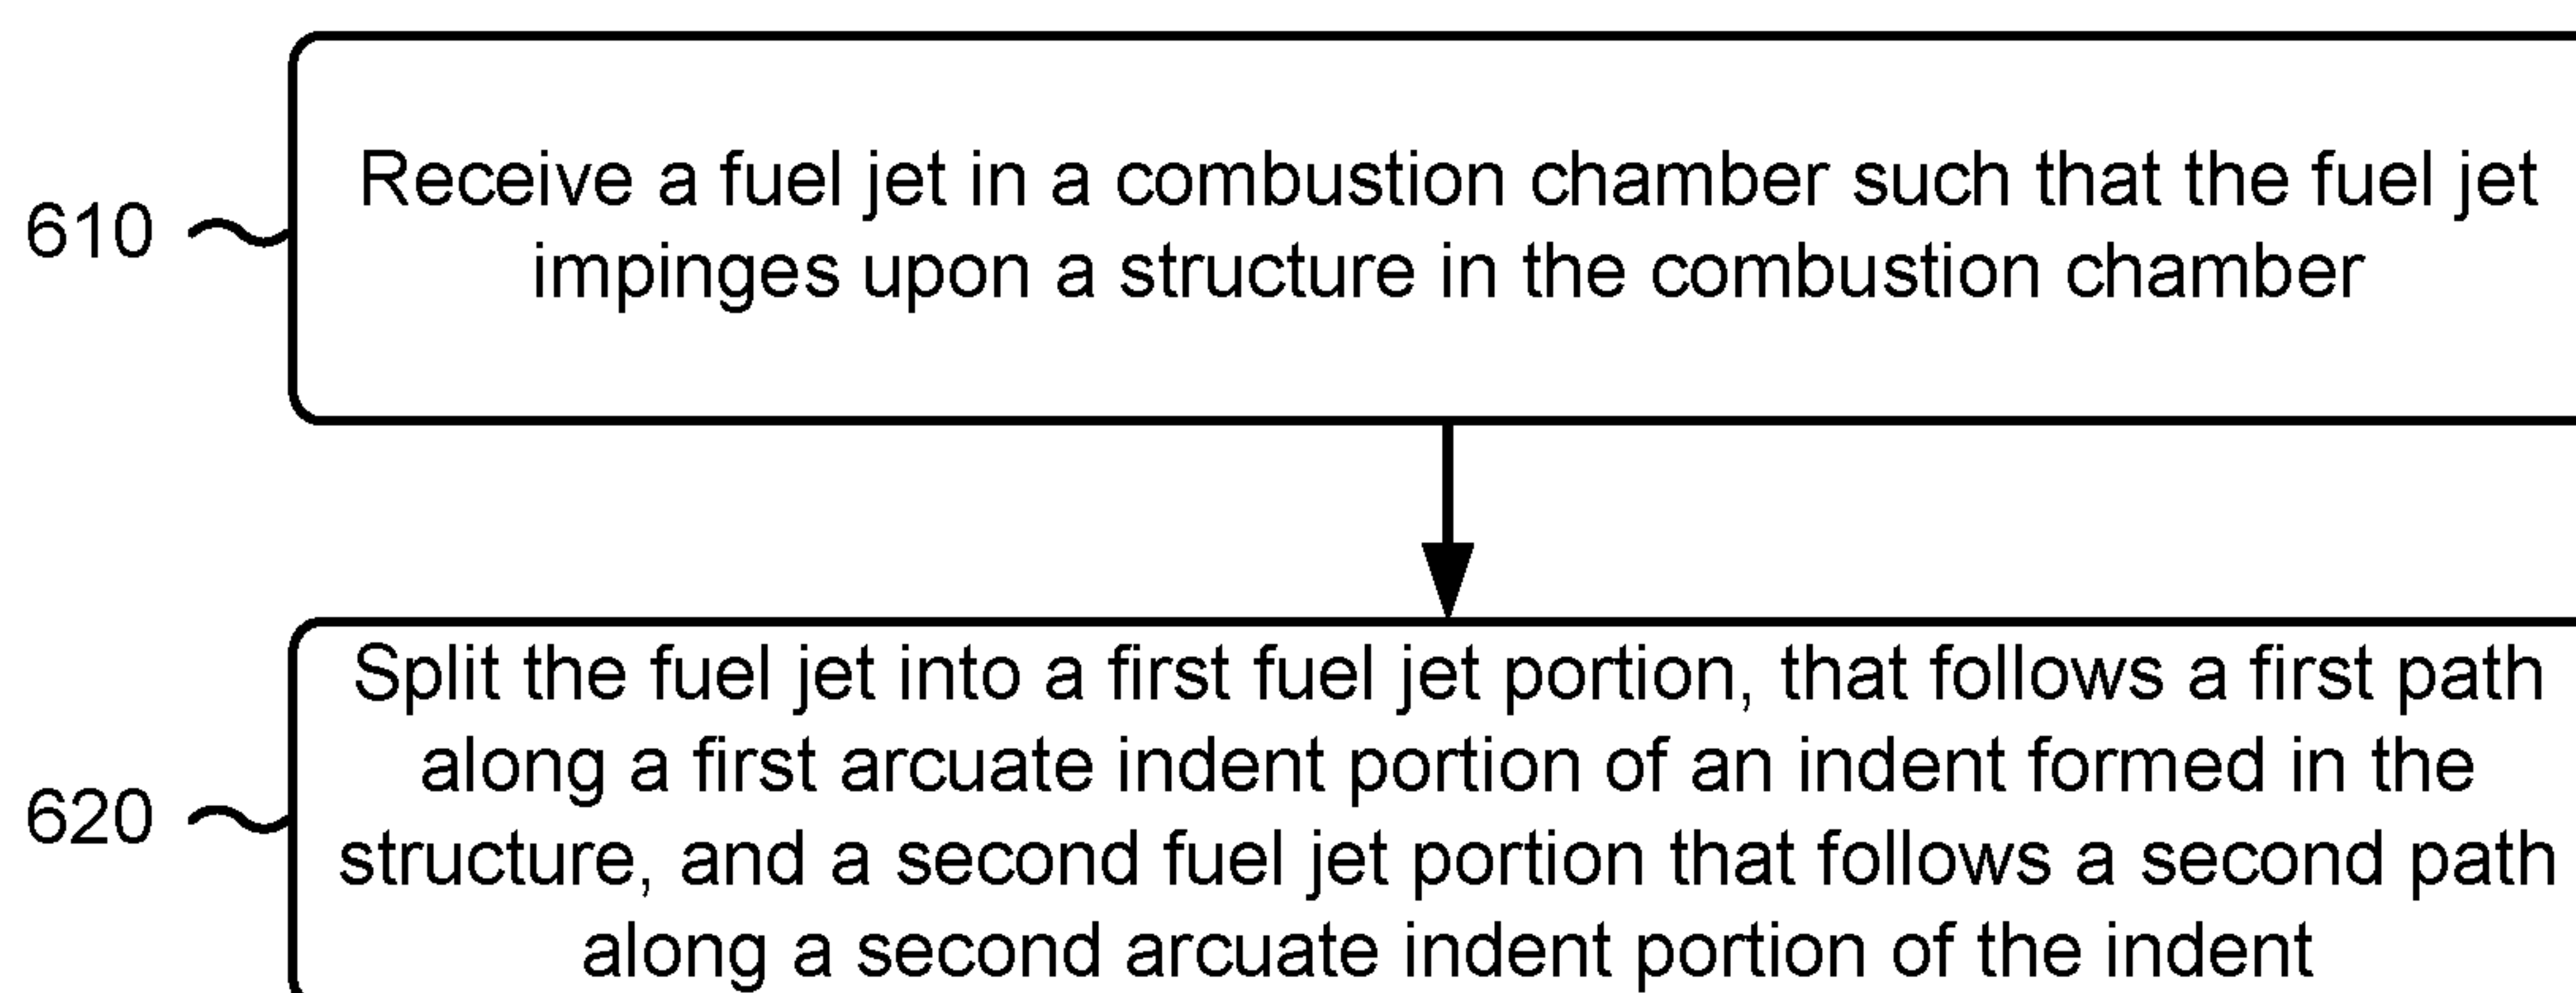 610
Receive a fuel jet in a combustion chamber such that the fuel jet
impinges upon a structure in the combustion chamber
620
Split the fuel jet into a first fuel jet portion, that follows a first path
along a first arcuate indent portion of an indent formed in the
structure, and a second fuel jet portion that follows a second path
along a second arcuate indent portion of the indent